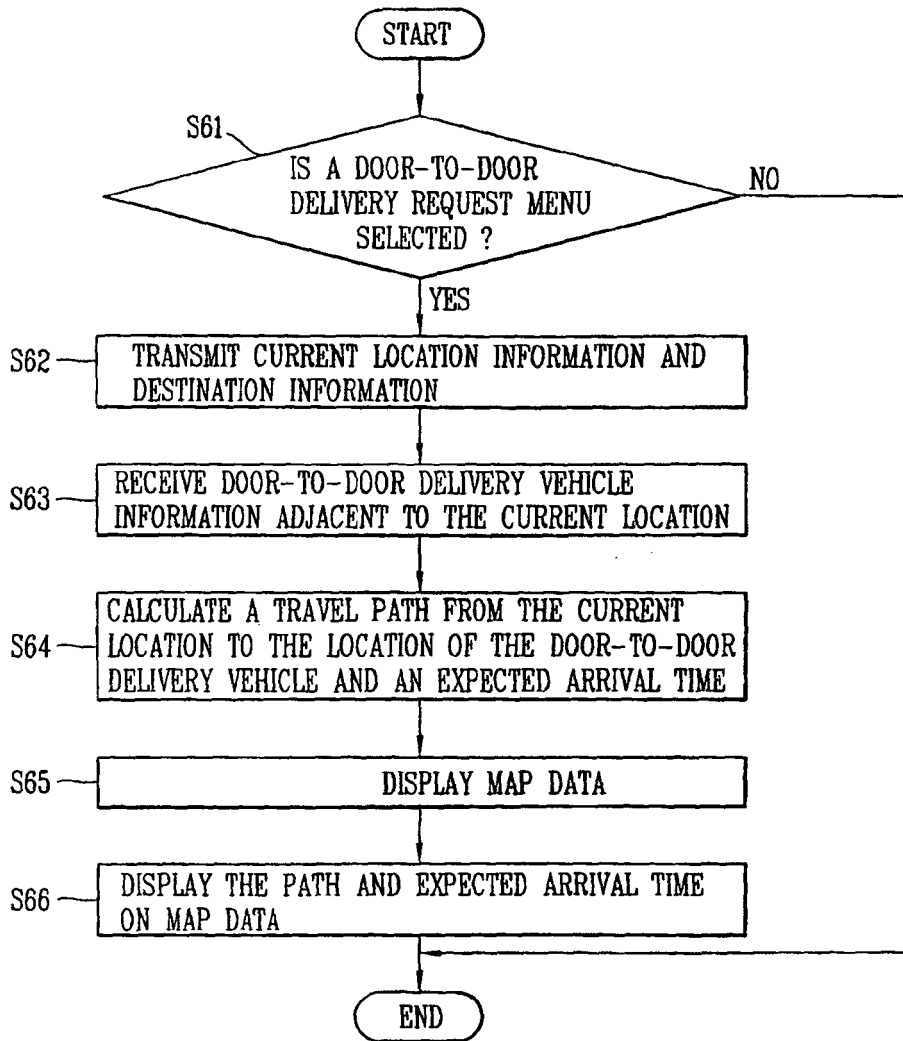 START
S61
IS A DOOR-TO-DOOR
DELIVERY REQUEST MENU
SELECTED ?
NO
YES
S62
TRANSMIT CURRENT LOCATION INFORMATION AND
DESTINATION INFORMATION
S63
RECEIVE DOOR-TO-DOOR DELIVERY VEHICLE
INFORMATION ADJACENT TO THE CURRENT LOCATION
S64
CALCULATE A TRAVEL PATH FROM THE CURRENT
LOCATION TO THE LOCATION OF THE DOOR-TO-DOOR
DELIVERY VEHICLE AND AN EXPECTED ARRIVAL TIME
S65
DISPLAY MAP DATA
S66
DISPLAY THE PATH AND EXPECTED ARRIVAL TIME
ON MAP DATA
END